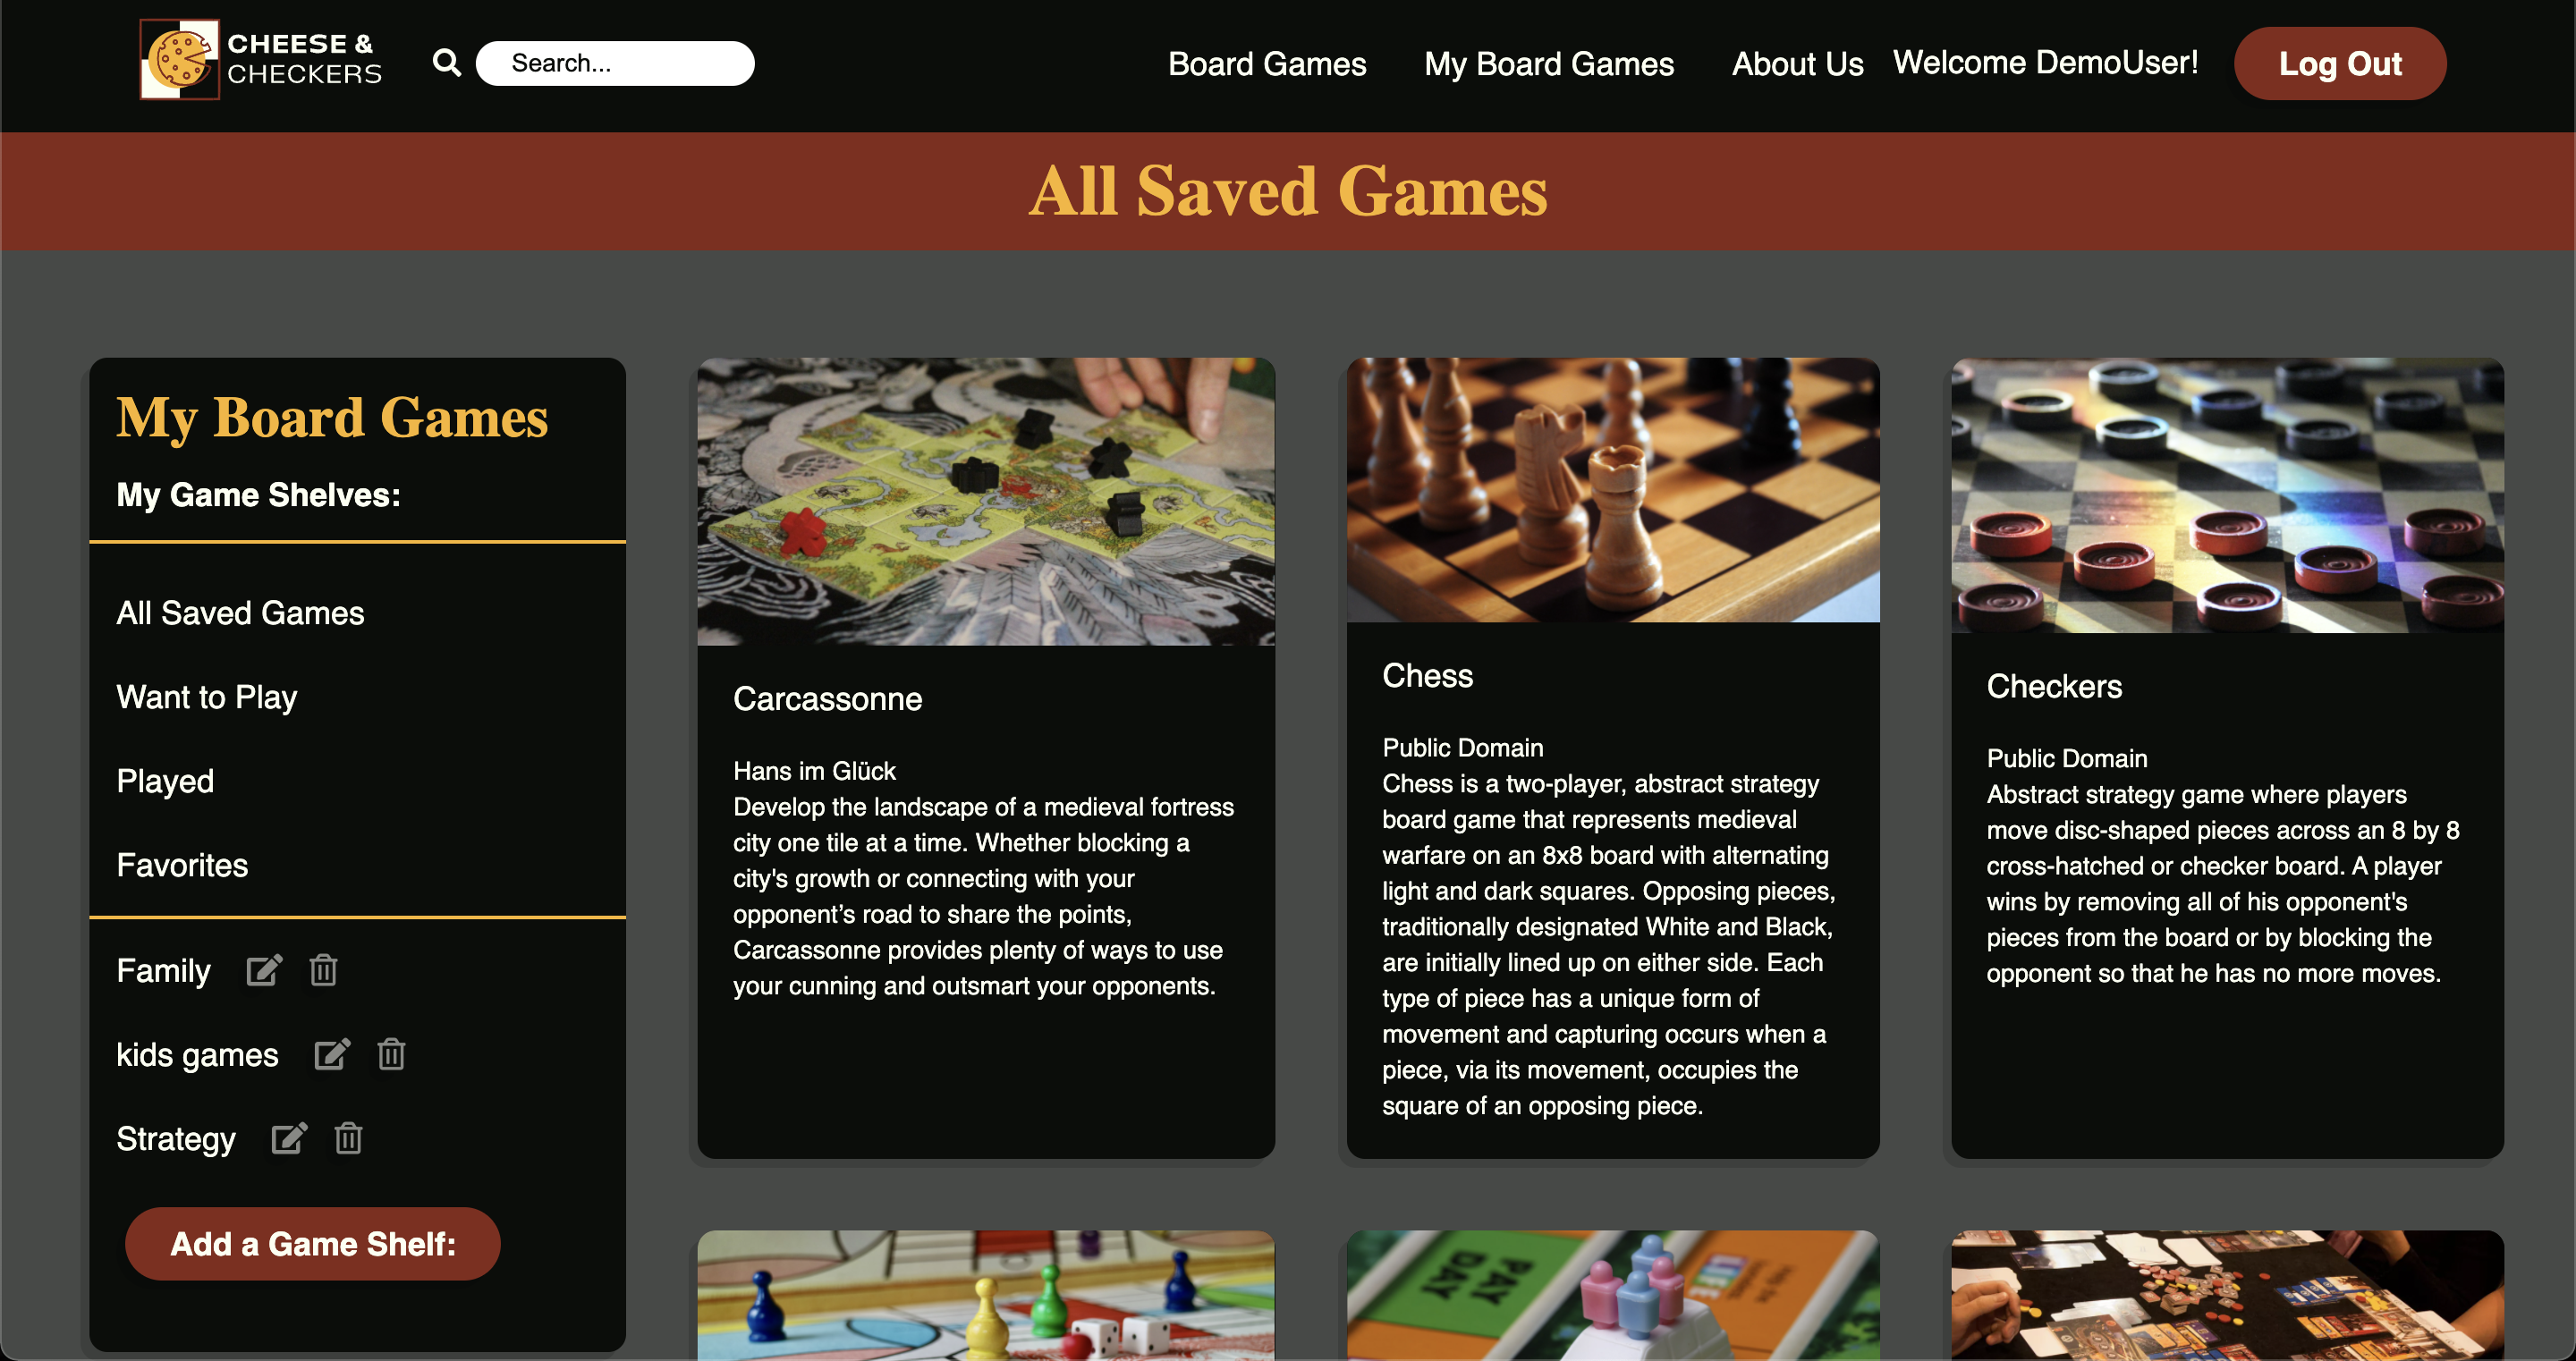 CHEESE &
CHECKERS
Search...
Board Games
My Board Games
About Us
Welcome DemoUser!
Log Out
All Saved Games
My Board Games
My Game Shelves:
All Saved Games
Want to Play
Played
Favorites
Family
kids games
Strategy
Add a Game Shelf:
Carcassonne
Hans im Glück
Develop the landscape of a medieval fortress
city one tile at a time. Whether blocking a
city's growth or connecting with your
opponent’s road to share the points,
Carcassonne provides plenty of ways to use
your cunning and outsmart your opponents.
Chess
Public Domain
Chess is a two-player, abstract strategy
board game that represents medieval
warfare on an 8x8 board with alternating
light and dark squares. Opposing pieces,
traditionally designated White and Black,
are initially lined up on either side. Each
type of piece has a unique form of
movement and capturing occurs when a
piece, via its movement, occupies the
square of an opposing piece.
Checkers
Public Domain
Abstract strategy game where players
move disc-shaped pieces across an 8 by 8
cross-hatched or checker board. A player
wins by removing all of his opponent's
pieces from the board or by blocking the
opponent so that he has no more moves.
PAY
DAY
LIFE